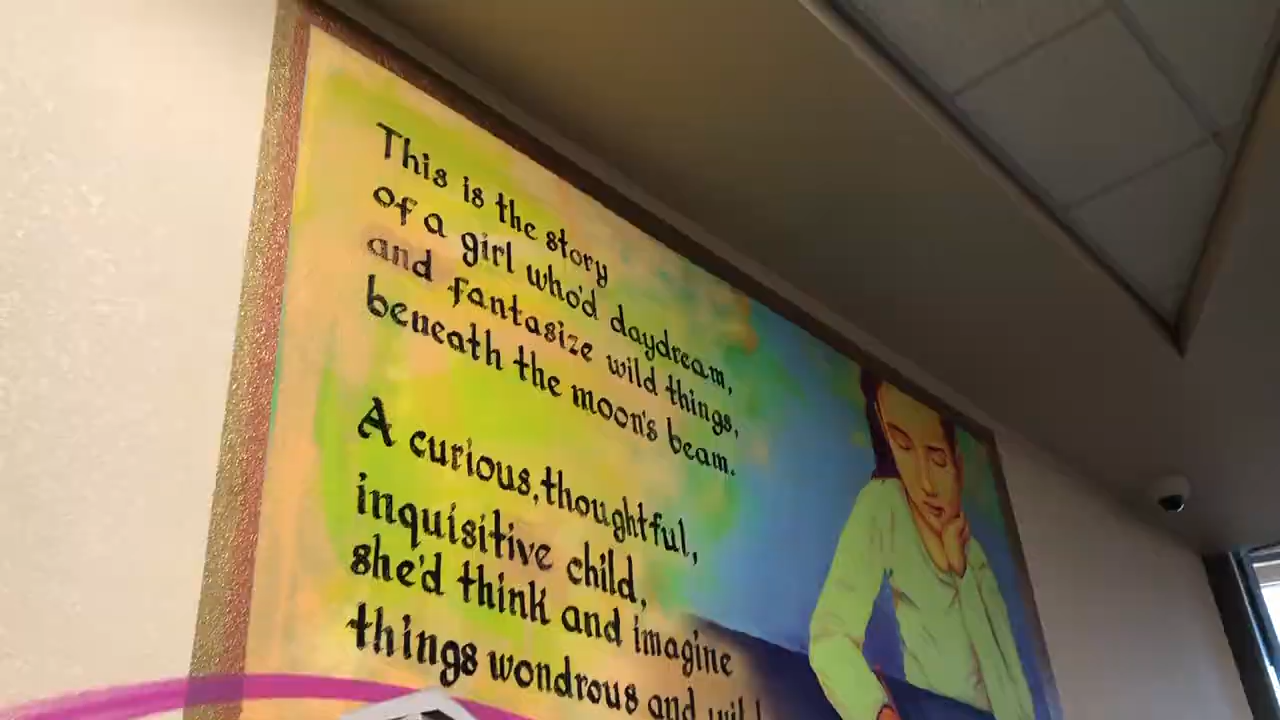 This is the story
of a girl who'd daydream,
and fantasize wild things,
beneath the moon's beam.
A curious, thoughtful,
inquisitive child,
she'd think and imagine
things wondrous and